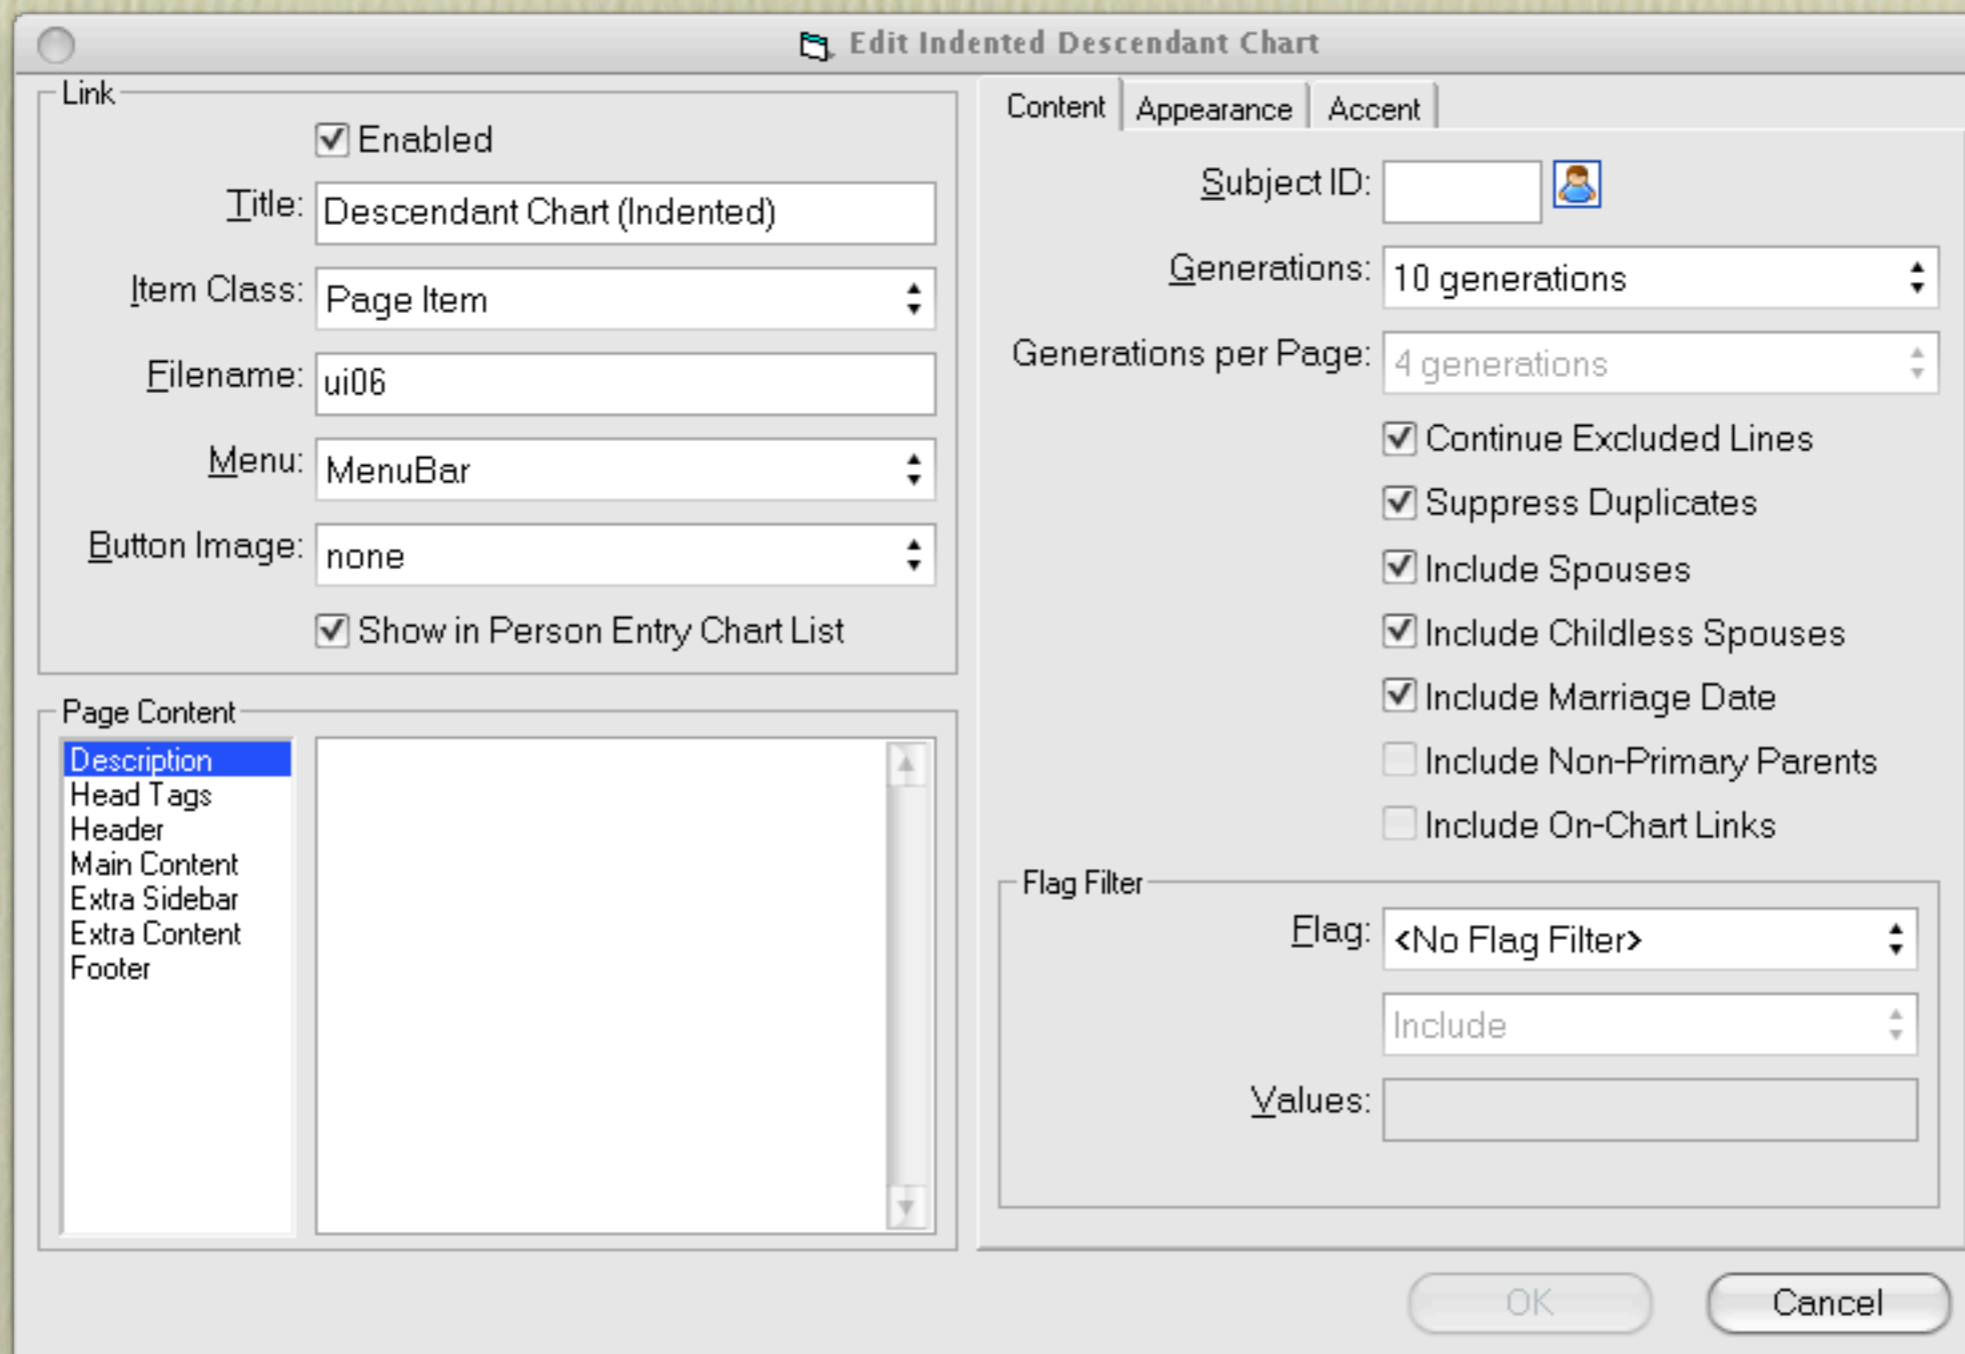 Edit Indented Descendant Chart
Link
Enabled
Title: Descendant Chart (Indented)
Item Class: Page Item
Filename: ui06
Menu: MenuBar
Button Image: none
Show in Person Entry Chart List
Page Content
Description
Head Tags
Header
Main Content
Extra Sidebar
Extra Content
Footer
Content Appearance Accent
Subject ID:
Generations: 10 generations
Generations per Page: 4 generations
Continue Excluded Lines
Suppress Duplicates
Include Spouses
Include Childless Spouses
Include Marriage Date
Include Non-Primary Parents
Include On-Chart Links
Flag Filter
Flag: <No Flag Filter>
Include
Values:
OK Cancel